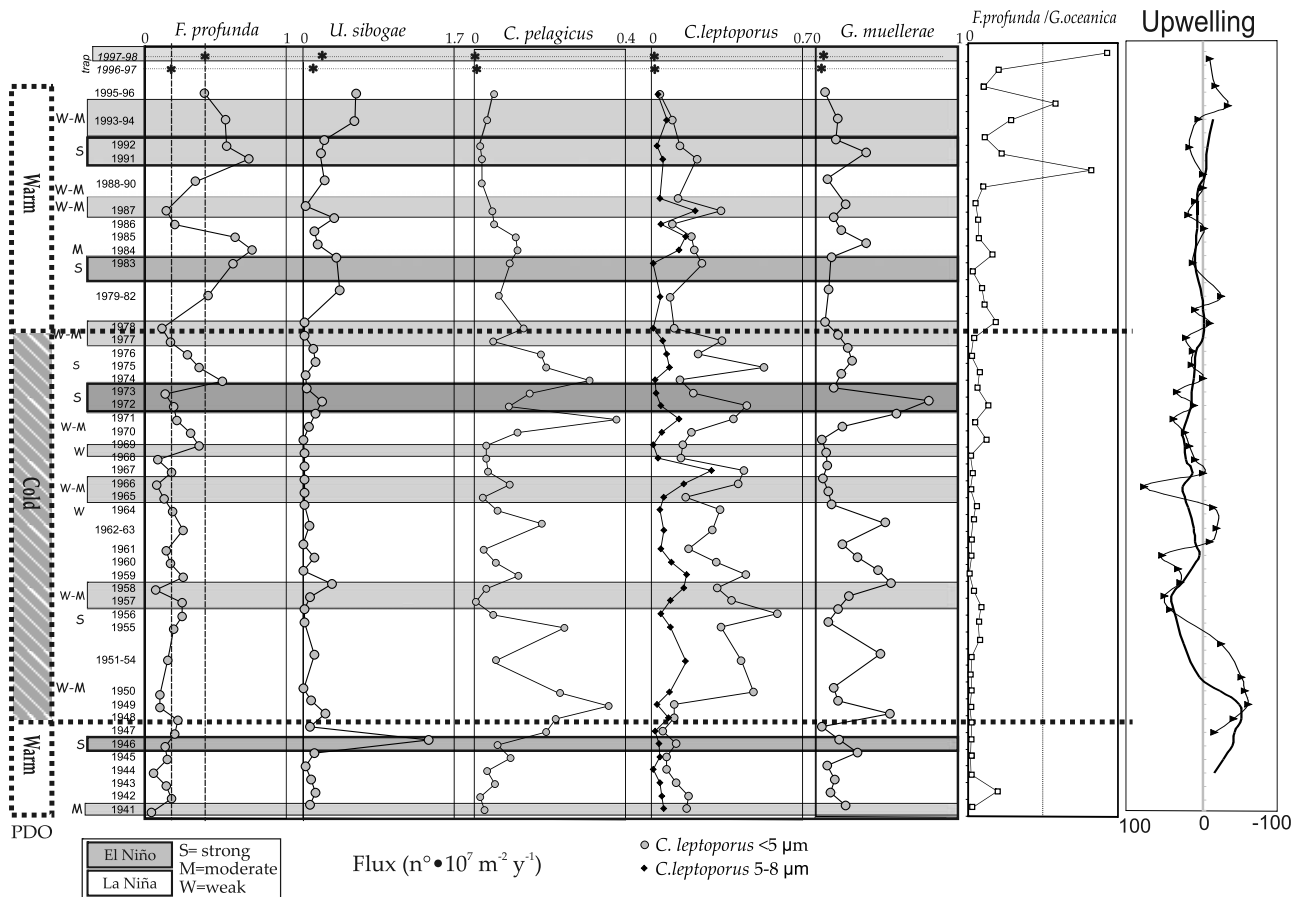 F. profunda U. sibogae C. pelagicus C.leptoporus G. muellerae F.profunda /G.oceanica Upwelling
0 1 0 1.7 0 0.4 0 0.70 1 0
trap
1997-98
1996-97
1995-96
W-M 1993-94
S 1992
1991
1988-90
W-M
W-M 1987
1986
1985
M 1984
S 1983
1979-82
1978
W-M 1977
1976
S 1975
1974
S 1973
1972
1971
W-M 1970
1969
W 1968
1967
W-M 1966
1965
W 1964
1962-63
1961
1960
1959
1958
W-M 1957
S 1956
1955
1951-54
W-M 1950
1949
1948
1947
S 1946
1945
1944
1943
1942
M 1941
Warm
Cold
Warm
PDO
100 0 -100
El Niño S= strong
M=moderate
La Niña W=weak
Flux (n°•10⁷ m⁻² y⁻¹)
C. leptoporus <5 µm
C.leptoporus 5-8 µm